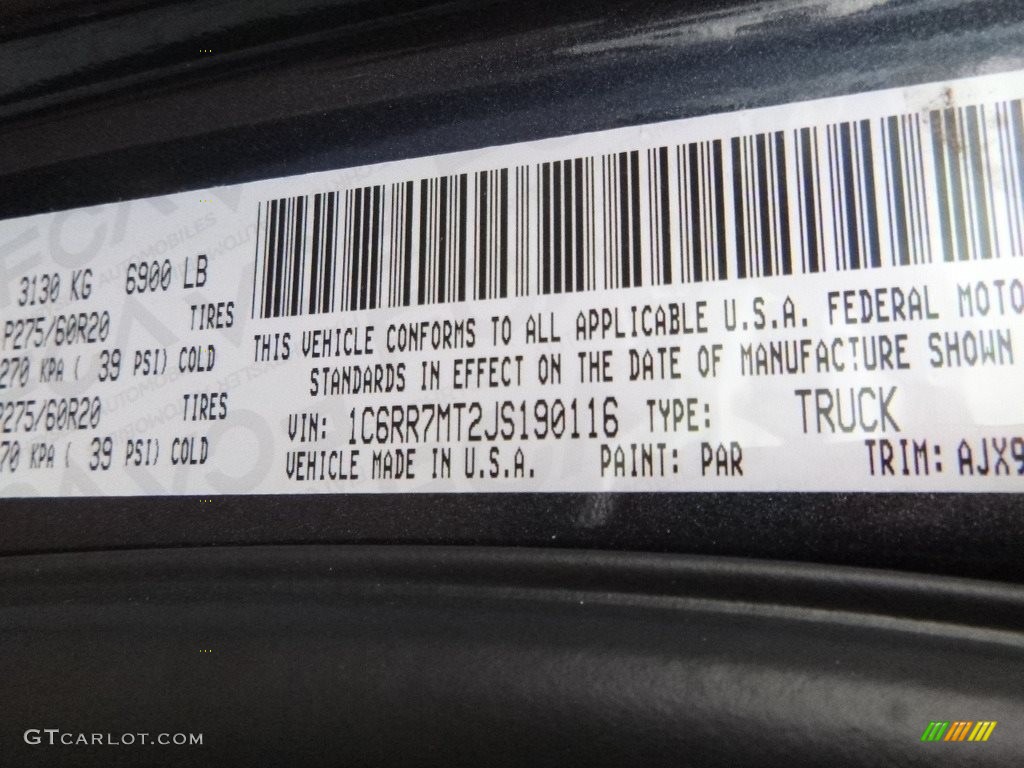 3130 KG 6900 LB
P275/60R20 TIRES
270 KPA ( 39 PSI) COLD
P275/60R20 TIRES
70 KPA ( 39 PSI) COLD
THIS VEHICLE CONFORMS TO ALL APPLICABLE U.S.A. FEDERAL MOTO
STANDARDS IN EFFECT ON THE DATE OF MANUFACTURE SHOWN
VIN: 1C6RR7MT2JS190116 TYPE: TRUCK
VEHICLE MADE IN U.S.A. PAINT: PAR TRIM: AJX9
GTCARLOT.COM